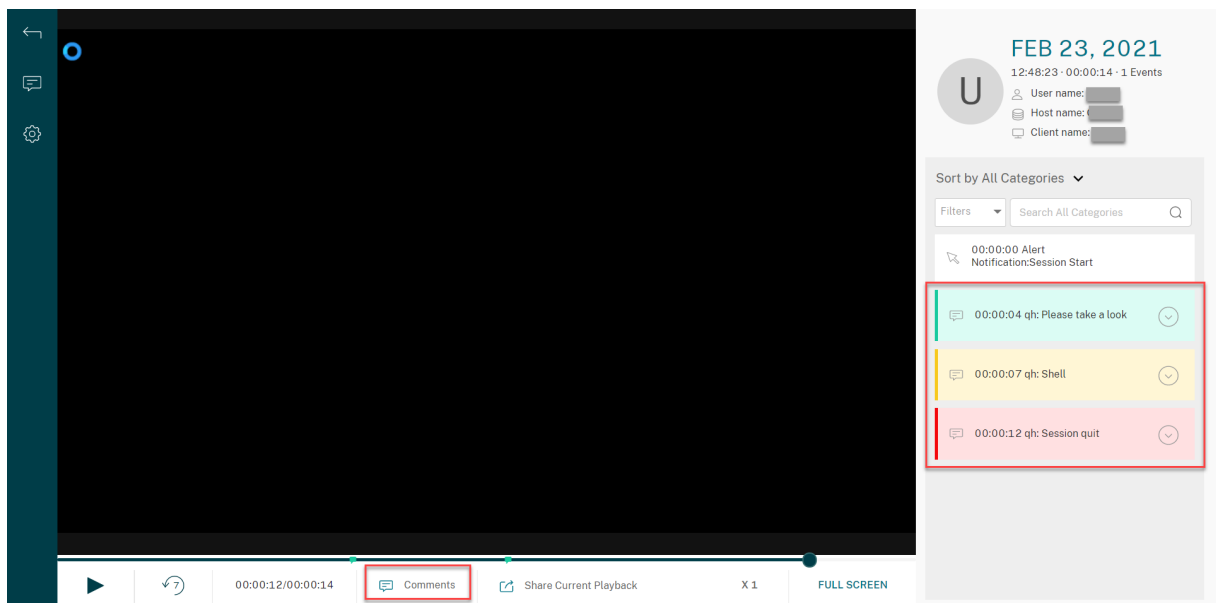 FEB 23, 2021
12:48:23 · 00:00:14 · 1 Events
U
User name:
Host name:
Client name:
Sort by All Categories
Filters
Search All Categories
00:00:00 Alert
Notification:Session Start
00:00:04 qh: Please take a look
00:00:07 qh: Shell
00:00:12 qh: Session quit
7
00:00:12/00:00:14
Comments
Share Current Playback
X 1
FULL SCREEN